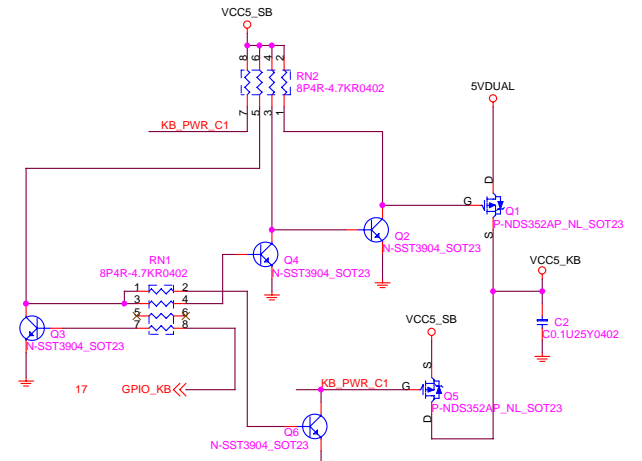 VCC5_SB
8 6 4 2
RN2
8P4R-4.7KR0402
7 5 3 1
KB_PWR_C1
5VDUAL
D
G
Q1
P-NDS352AP_NL_SOT23
S
Q2
N-SST3904_SOT23
Q4
N-SST3904_SOT23
RN1
8P4R-4.7KR0402
1 2
3 4
5 6
7 8
VCC5_KB
C2
C0.1U25Y0402
Q3
N-SST3904_SOT23
VCC5_SB
S
17 GPIO_KB
KB_PWR_C1
G
Q5
P-NDS352AP_NL_SOT23
D
Q6
N-SST3904_SOT23